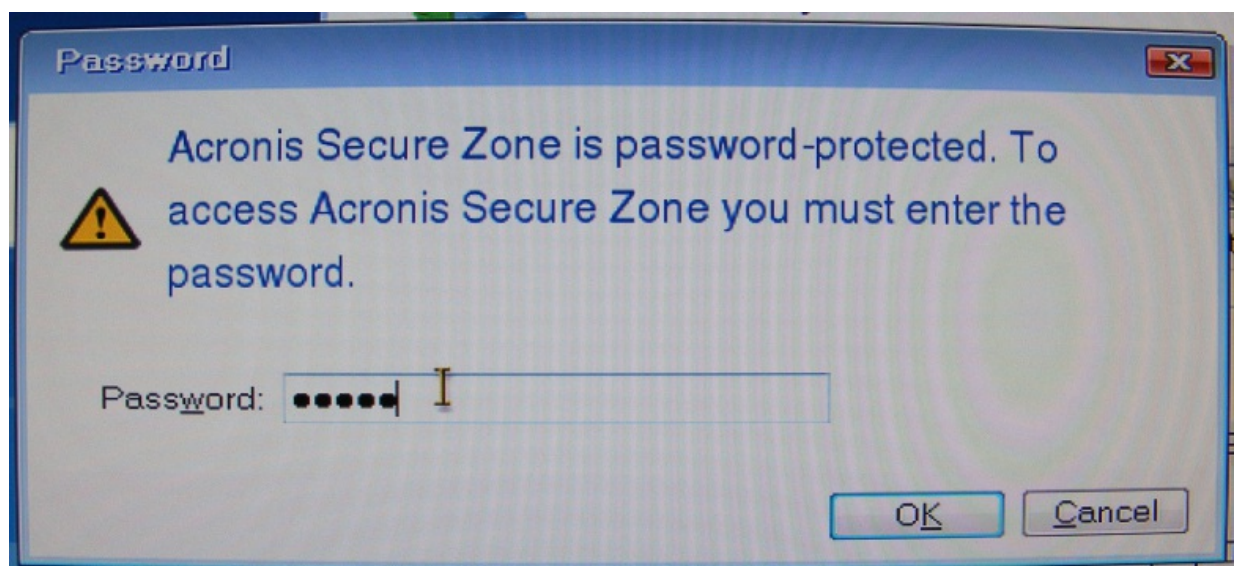 Password
Acronis Secure Zone is password-protected. To
access Acronis Secure Zone you must enter the
password.
Password: •••••
OK Cancel